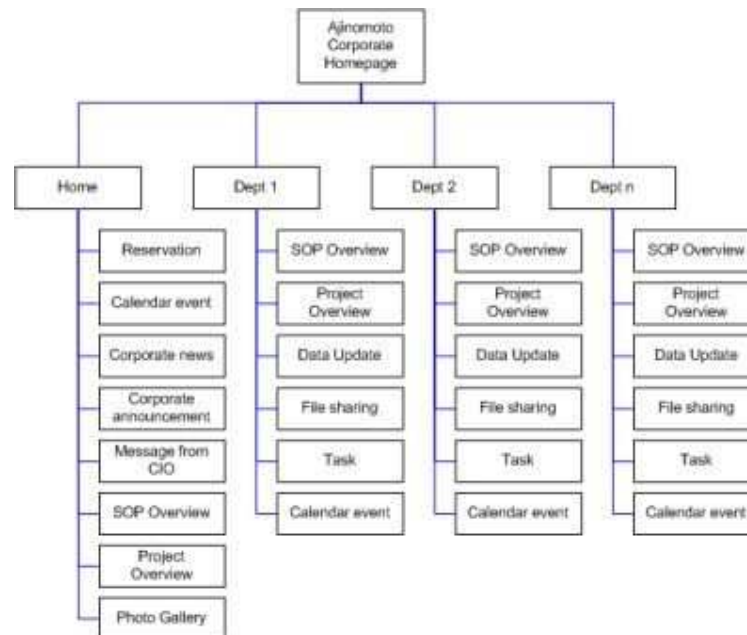 Ajinomoto
Corporate
Homepage
Home
Dept 1
Dept 2
Dept n
Reservation
Calendar event
Corporate news
Corporate
announcement
Message from
CIO
SOP Overview
Project
Overview
Photo Gallery
SOP Overview
Project
Overview
Data Update
File sharing
Task
Calendar event
SOP Overview
Project
Overview
Data Update
File sharing
Task
Calendar event
SOP Overview
Project
Overview
Data Update
File sharing
Task
Calendar event